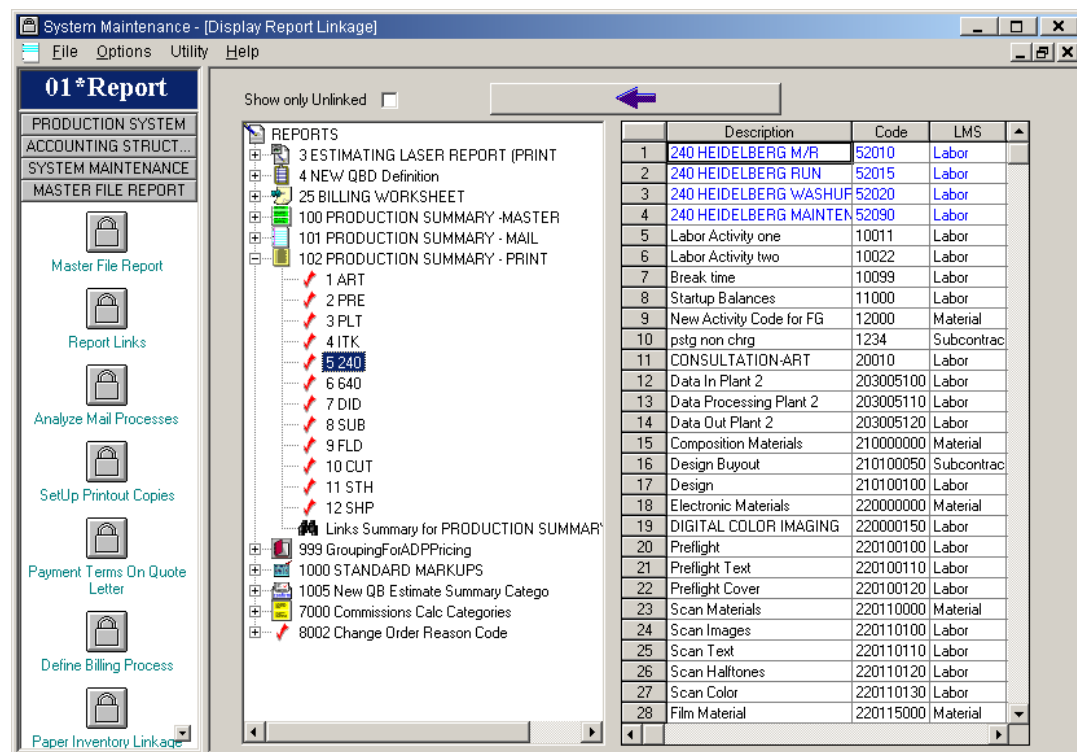 System Maintenance - [Display Report Linkage]
File Options Utility Help
01*Report
PRODUCTION SYSTEM
ACCOUNTING STRUCT...
SYSTEM MAINTENANCE
MASTER FILE REPORT
Master File Report
Report Links
Analyze Mail Processes
SetUp Printout Copies
Payment Terms On Quote
Letter
Define Billing Process
Paper Inventory Linkage
Show only Unlinked
REPORTS
3 ESTIMATING LASER REPORT (PRINT
4 NEW QBD Definition
25 BILLING WORKSHEET
100 PRODUCTION SUMMARY -MASTER
101 PRODUCTION SUMMARY - MAIL
102 PRODUCTION SUMMARY - PRINT
1 ART
2 PRE
3 PLT
4 ITK
5 240
6 640
7 DID
8 SUB
9 FLD
10 CUT
11 STH
12 SHP
Links Summary for PRODUCTION SUMMARY
999 GroupingForADPPricing
1000 STANDARD MARKUPS
1005 New QB Estimate Summary Catego
7000 Commissions Calc Categories
8002 Change Order Reason Code
Description Code LMS
1 240 HEIDELBERG M/R 52010 Labor
2 240 HEIDELBERG RUN 52015 Labor
3 240 HEIDELBERG WASHUP 52020 Labor
4 240 HEIDELBERG MAINTEN 52090 Labor
5 Labor Activity one 10011 Labor
6 Labor Activity two 10022 Labor
7 Break time 10099 Labor
8 Startup Balances 11000 Labor
9 New Activity Code for FG 12000 Material
10 pstg non chrg 1234 Subcontrac
11 CONSULTATION-ART 20010 Labor
12 Data In Plant 2 203005100 Labor
13 Data Processing Plant 2 203005110 Labor
14 Data Out Plant 2 203005120 Labor
15 Composition Materials 210000000 Material
16 Design Buyout 210100050 Subcontrac
17 Design 210100100 Labor
18 Electronic Materials 220000000 Material
19 DIGITAL COLOR IMAGING 220000150 Labor
20 Preflight 220100100 Labor
21 Preflight Text 220100110 Labor
22 Preflight Cover 220100120 Labor
23 Scan Materials 220110000 Material
24 Scan Images 220110100 Labor
25 Scan Text 220110110 Labor
26 Scan Halftones 220110120 Labor
27 Scan Color 220110130 Labor
28 Film Material 220115000 Material